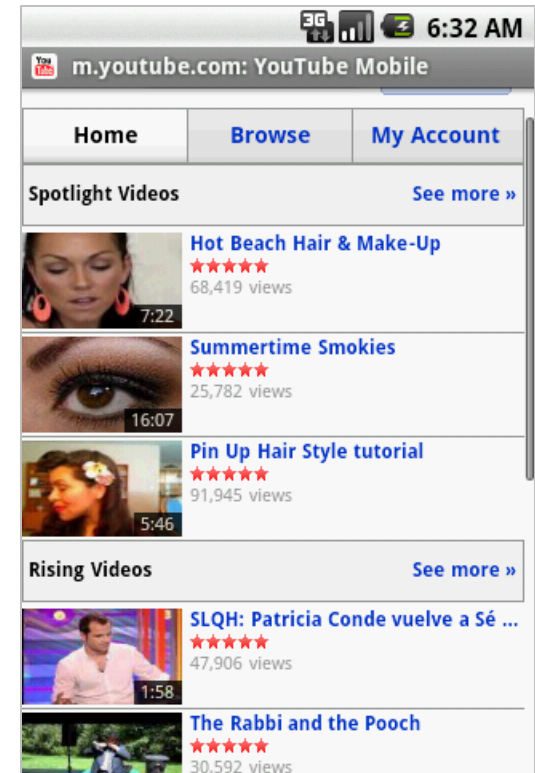 3G 6:32 AM
You Tube m.youtube.com: YouTube Mobile
Home Browse My Account
Spotlight Videos See more »
Hot Beach Hair & Make-Up
68,419 views
7:22
Summertime Smokies
25,782 views
16:07
Pin Up Hair Style tutorial
91,945 views
5:46
Rising Videos See more »
SLQH: Patricia Conde vuelve a Sé ...
47,906 views
1:58
The Rabbi and the Pooch
30,592 views